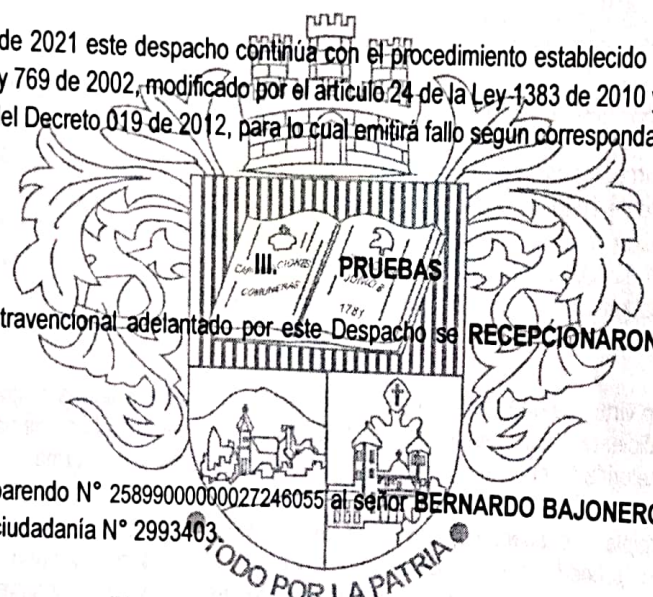 de 2021 este despacho continúa con el procedimiento establecido
y 769 de 2002, modificado por el artículo 24 de la Ley 1383 de 2010 y
el Decreto 019 de 2012, para lo cual emitirá fallo según corresponda
III. PRUEBAS
CAPITULACIONES
COMUNERAS
JUNIO 8
1781
travencional adelantado por este Despacho se RECEPCIONARON
parendo N° 25899000000027246055 al señor BERNARDO BAJONERO
ciudadanía N° 2993403.
TODO POR LA PATRIA